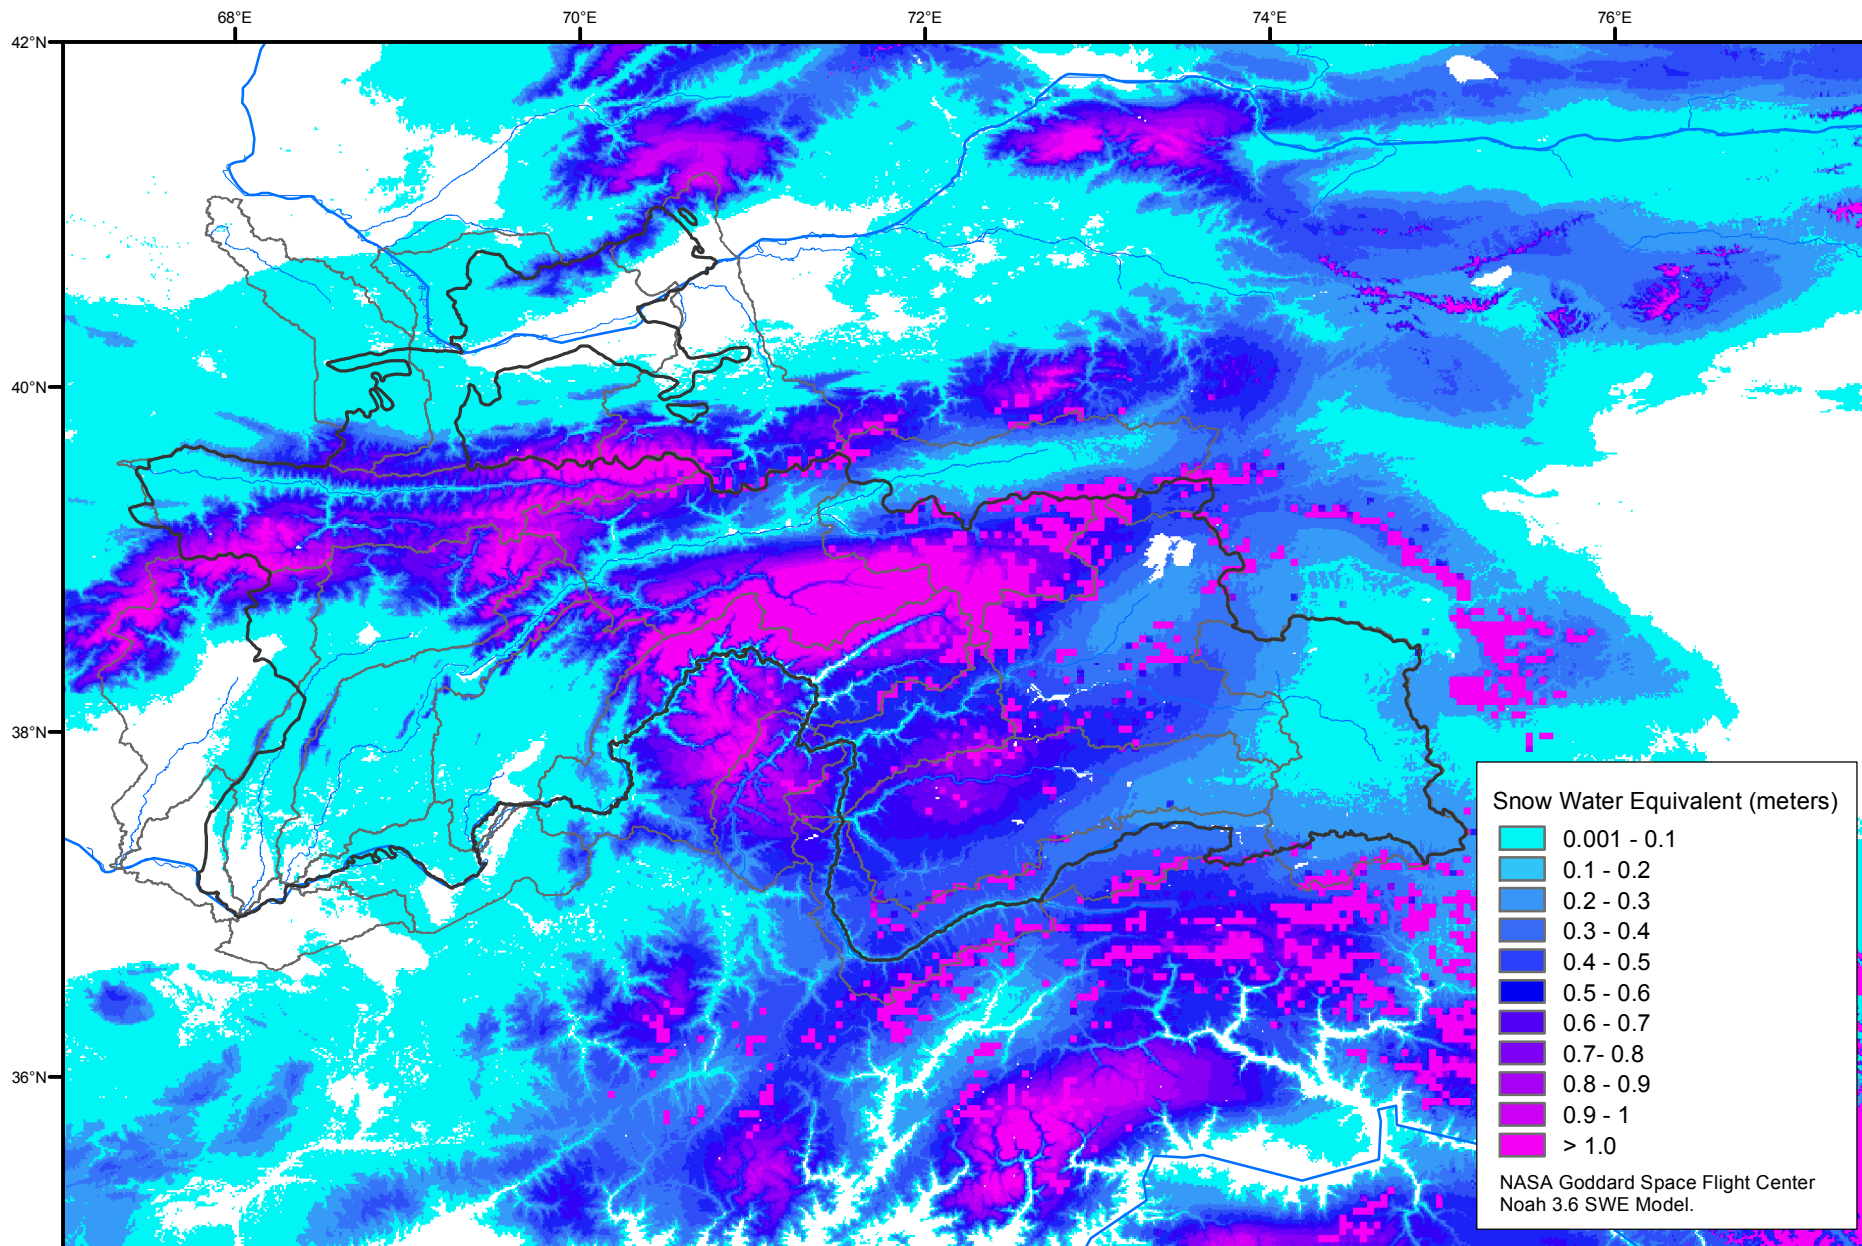 68°E
70°E
72°E
74°E
76°E
42°N
40°N
38°N
36°N
Snow Water Equivalent (meters)
0.001 - 0.1
0.1 - 0.2
0.2 - 0.3
0.3 - 0.4
0.4 - 0.5
0.5 - 0.6
0.6 - 0.7
0.7- 0.8
0.8 - 0.9
0.9 - 1
> 1.0
NASA Goddard Space Flight Center
Noah 3.6 SWE Model.